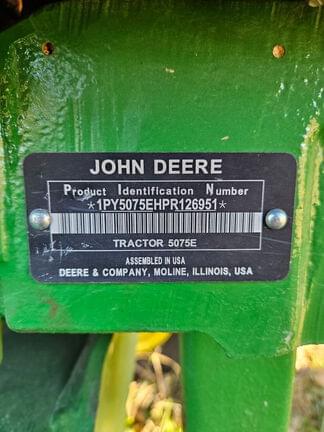 JOHN DEERE
Product Identification Number
*1PY5075EHPR126951*
TRACTOR 5075E
ASSEMBLED IN USA
DEERE & COMPANY, MOLINE, ILLINOIS, USA